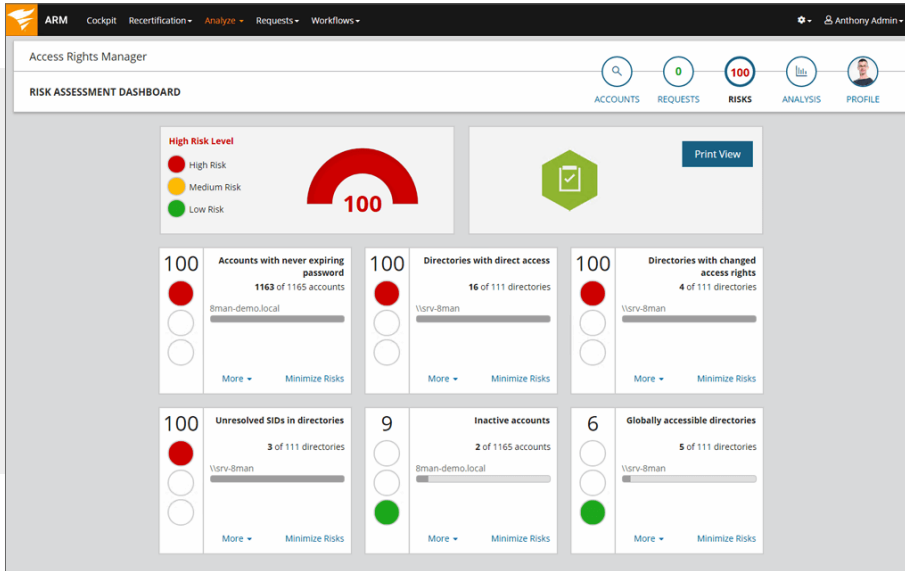 ARM Cockpit Recertification Analyze Requests Workflows Anthony Admin
Access Rights Manager
RISK ASSESSMENT DASHBOARD
0
100
ACCOUNTS REQUESTS RISKS ANALYSIS PROFILE
High Risk Level
High Risk
Medium Risk
Low Risk
100
Print View
100
Accounts with never expiring
password
1163 of 1165 accounts
8man-demo.local
More Minimize Risks
100
Directories with direct access
16 of 111 directories
\\srv-8man
More Minimize Risks
100
Directories with changed
access rights
4 of 111 directories
\\srv-8man
More Minimize Risks
100
Unresolved SIDs in directories
3 of 111 directories
\\srv-8man
More Minimize Risks
9
Inactive accounts
2 of 1165 accounts
8man-demo.local
More Minimize Risks
6
Globally accessible directories
5 of 111 directories
\\srv-8man
More Minimize Risks